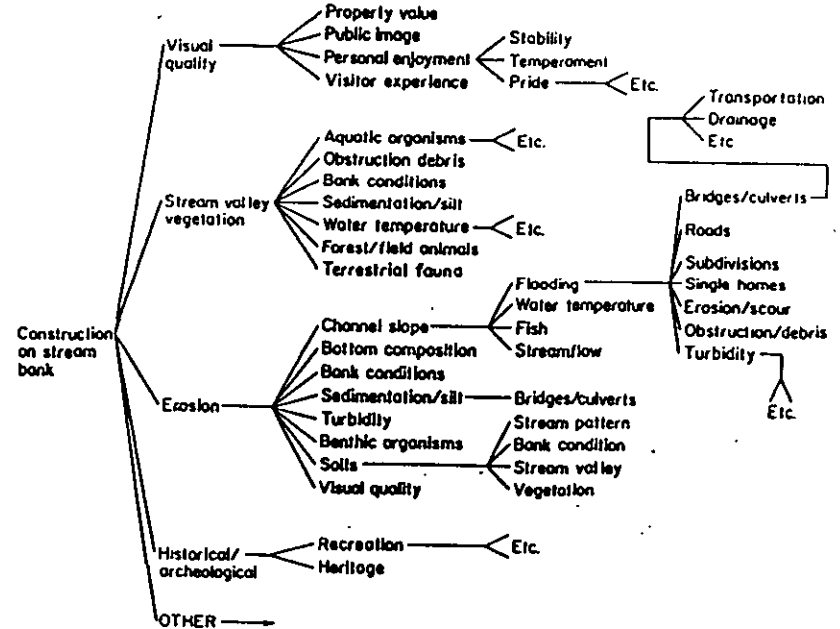 Construction
on stream
bank
Visual
quality
Property value
Public image
Personal enjoyment
Visitor experience
Stability
Temperament
Pride
Etc.
Stream valley
vegetation
Aquatic organisms
Etc.
Obstruction debris
Bank conditions
Sedimentation/silt
Water temperature
Etc.
Forest/field animals
Terrestrial fauna
Erosion
Channel slope
Bottom composition
Bank conditions
Sedimentation/silt
Turbidity
Benthic organisms
Soils
Visual quality
Flooding
Water temperature
Fish
Streamflow
Bridges/culverts
Stream pattern
Bank condition
Stream valley
Vegetation
Bridges/culverts
Roads
Subdivisions
Single homes
Erosion/scour
Obstruction/debris
Turbidity
Etc.
Transportation
Drainage
Etc
Historical/
archeological
Recreation
Etc.
Heritage
OTHER